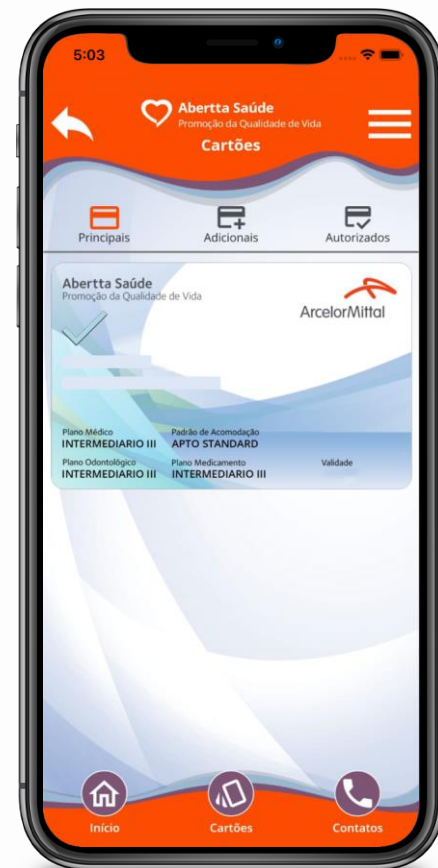 5:03
Abertta Saúde
Promoção da Qualidade de Vida
Cartões
Principais
Adicionais
Autorizados
Abertta Saúde
Promoção da Qualidade de Vida
ArcelorMittal
Plano Médico
INTERMEDIARIO III
Padrão de Acomodação
APTO STANDARD
Plano Odontológico
INTERMEDIARIO III
Plano Medicamento
INTERMEDIARIO III
Validade
Início
Cartões
Contatos